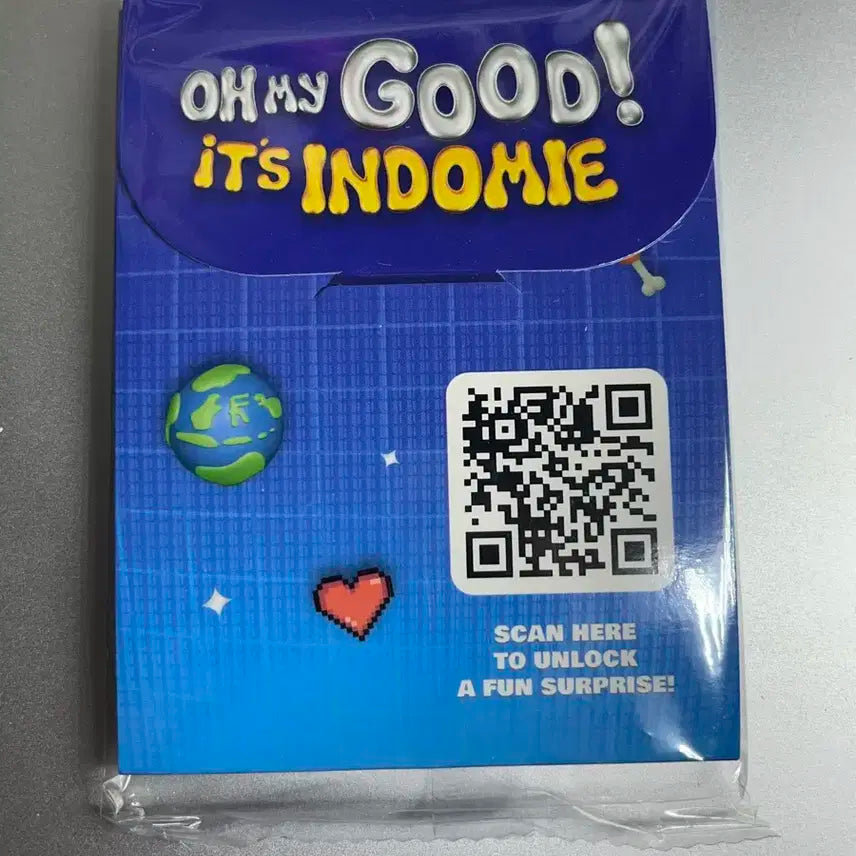 OH MY GOOD!
iT'S INDOMIE
SCAN HERE
TO UNLOCK
A FUN SURPRISE!